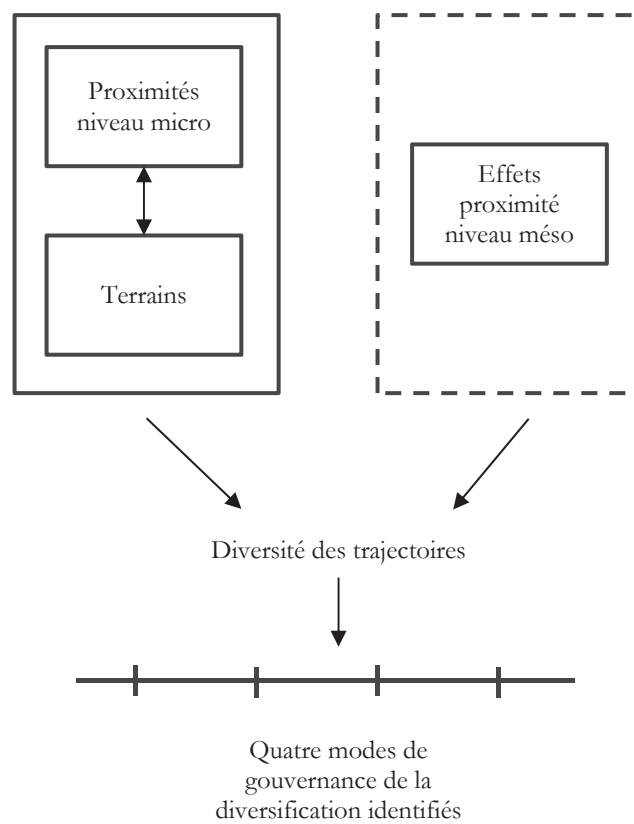 Proximités
niveau micro
Terrains
Effets
proximité
niveau méso
Diversité des trajectoires
Quatre modes de
gouvernance de la
diversification identifiés